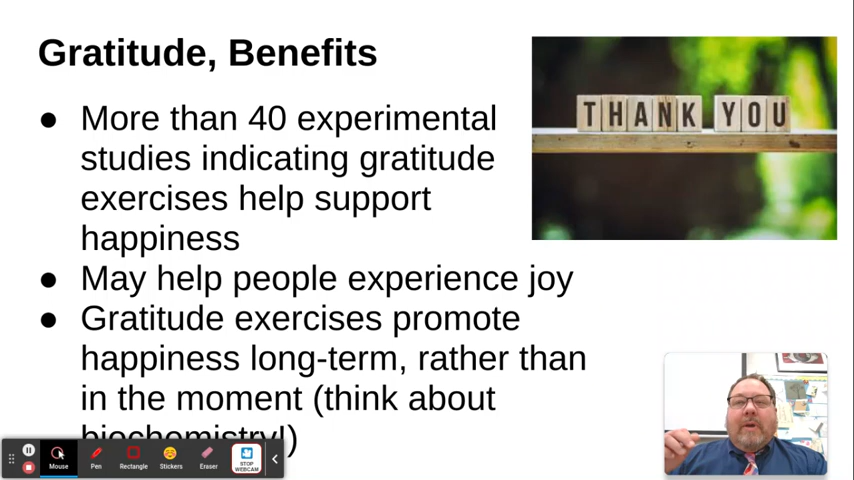 Gratitude, Benefits
THANK YOU
● More than 40 experimental
studies indicating gratitude
exercises help support
happiness
● May help people experience joy
● Gratitude exercises promote
happiness long-term, rather than
in the moment (think about
biochemistry!)
Mouse
Pen
Rectangle
Stickers
Eraser
STOP
WEBCAM